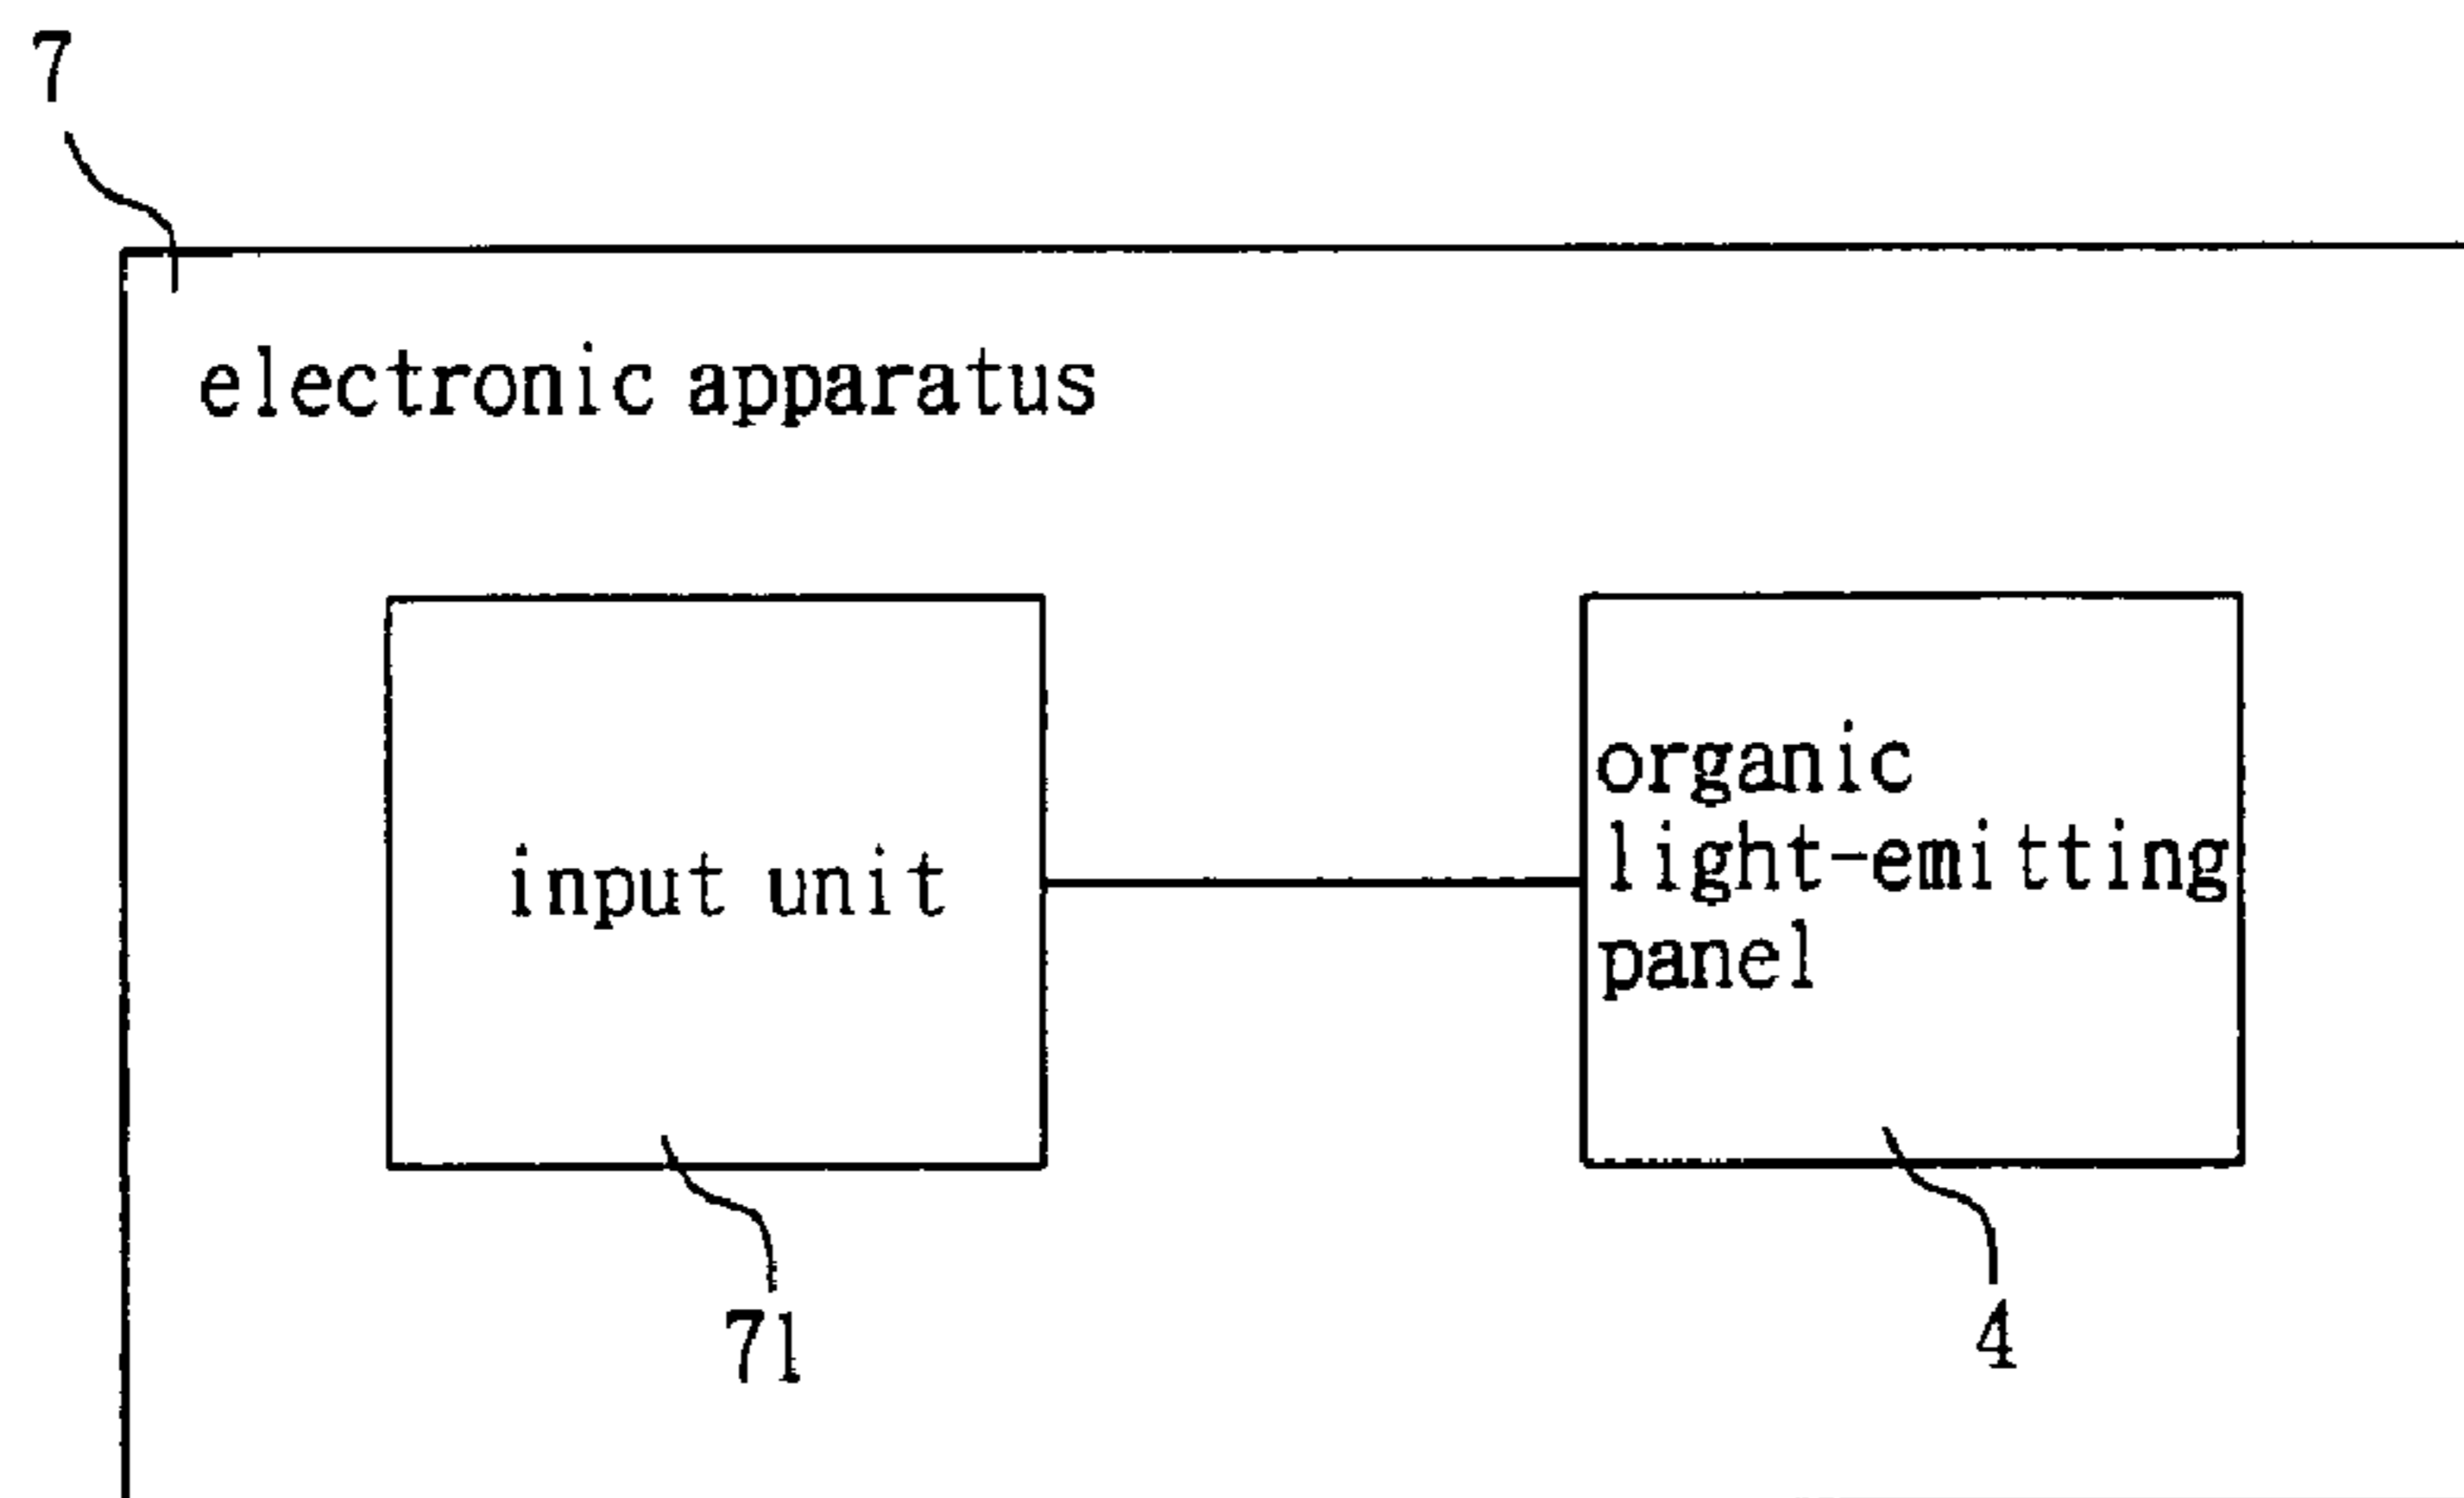 7
electronic apparatus
input unit
organic
light-emitting
panel
71
4